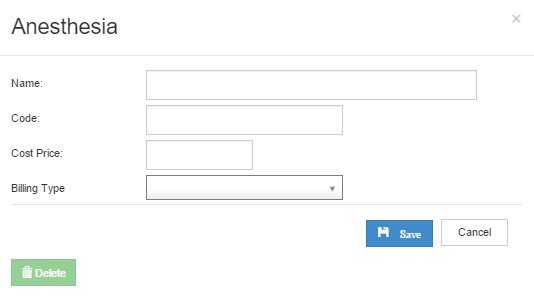 Anesthesia ×
Name:
Code:
Cost Price:
Billing Type
Save Cancel
Delete